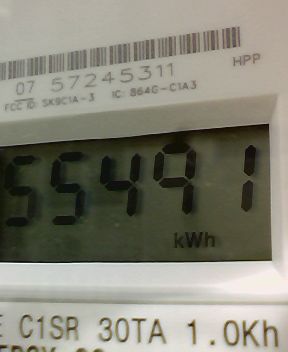 07 57245311
HPP
FCC ID: SK9C1A-3 IC: 864G-C1A3
55491
kWh
C1SR 30TA 1.0Kh